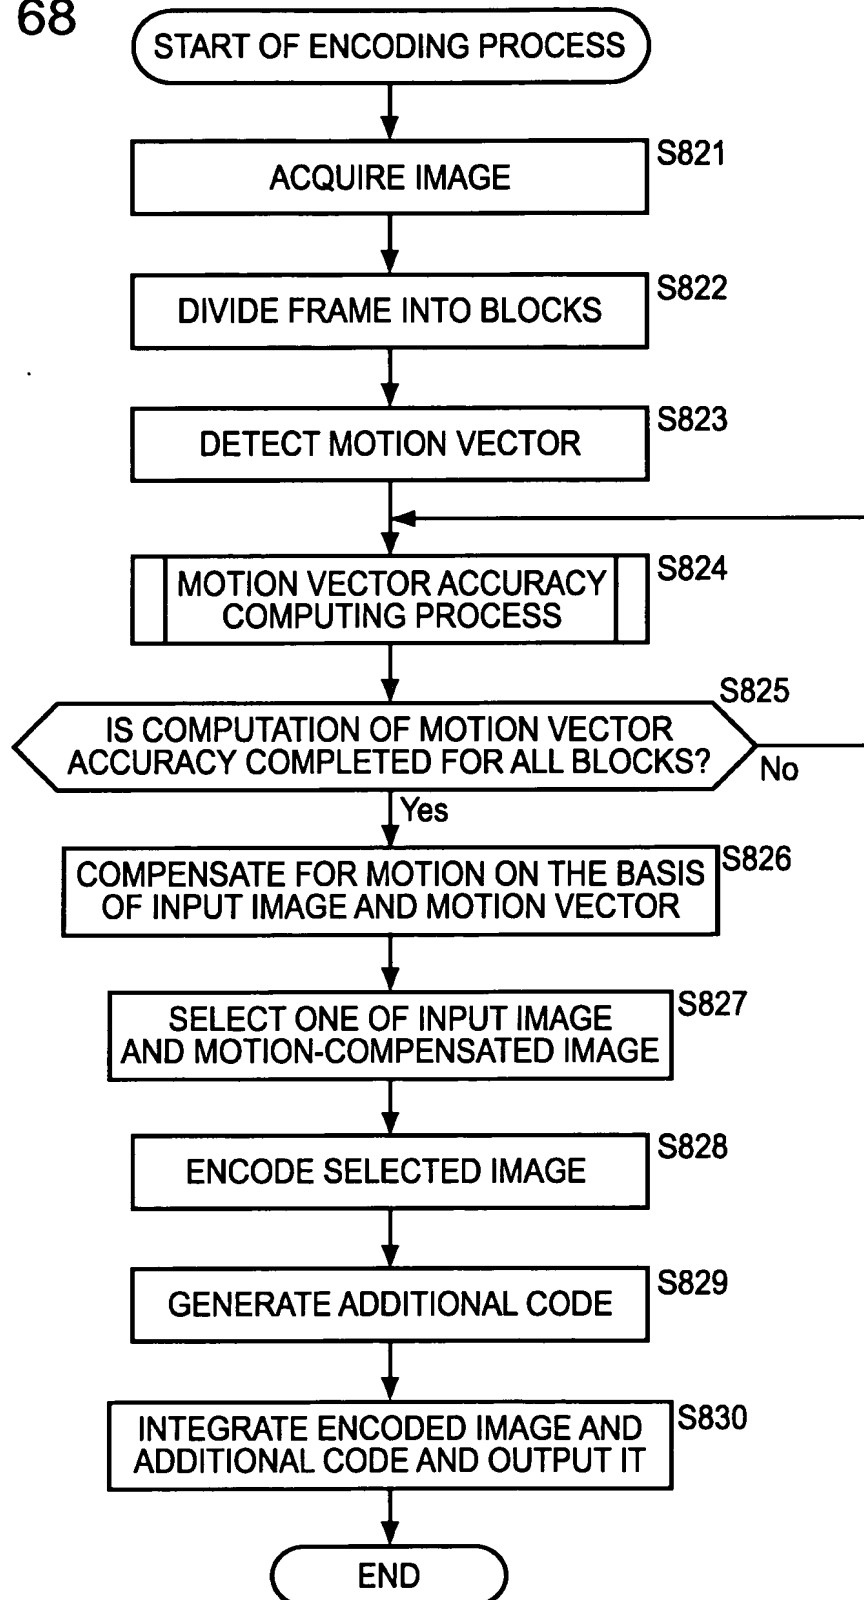 68
START OF ENCODING PROCESS
S821
ACQUIRE IMAGE
S822
DIVIDE FRAME INTO BLOCKS
S823
DETECT MOTION VECTOR
S824
MOTION VECTOR ACCURACY
COMPUTING PROCESS
S825
IS COMPUTATION OF MOTION VECTOR
ACCURACY COMPLETED FOR ALL BLOCKS?
No
Yes
S826
COMPENSATE FOR MOTION ON THE BASIS
OF INPUT IMAGE AND MOTION VECTOR
S827
SELECT ONE OF INPUT IMAGE
AND MOTION-COMPENSATED IMAGE
S828
ENCODE SELECTED IMAGE
S829
GENERATE ADDITIONAL CODE
S830
INTEGRATE ENCODED IMAGE AND
ADDITIONAL CODE AND OUTPUT IT
END